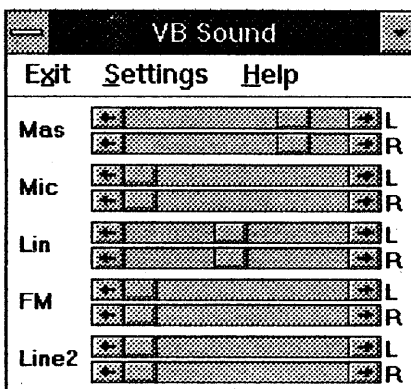 VB Sound
Exit Settings Help
Mas L
R
Mic L
R
Lin L
R
FM L
R
Line2 L
R